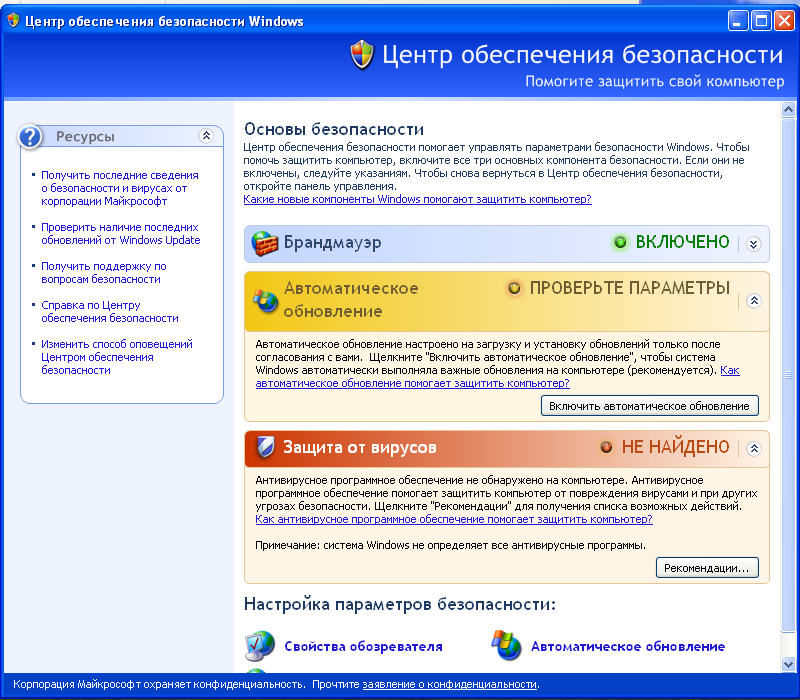 Центр обеспечения безопасности Windows
Центр обеспечения безопасности
Помогите защитить свой компьютер
Ресурсы
Получить последние сведения
о безопасности и вирусах от
корпорации Майкрософт
Проверить наличие последних
обновлений от Windows Update
Получить поддержку по
вопросам безопасности
Справка по Центру
обеспечения безопасности
Изменить способ оповещений
Центром обеспечения
безопасности
Основы безопасности
Центр обеспечения безопасности помогает управлять параметрами безопасности Windows. Чтобы
помочь защитить компьютер, включите все три основных компонента безопасности. Если они не
включены, следуйте указаниям. Чтобы снова вернуться в Центр обеспечения безопасности,
откройте панель управления.
Какие новые компоненты Windows помогают защитить компьютер?
Брандмауэр ВКЛЮЧЕНО
Автоматическое ПРОВЕРЬТЕ ПАРАМЕТРЫ
обновление
Автоматическое обновление настроено на загрузку и установку обновлений только после
согласования с вами. Щелкните "Включить автоматическое обновление", чтобы система
Windows автоматически выполняла важные обновления на компьютере (рекомендуется). Как
автоматическое обновление помогает защитить компьютер?
Включить автоматическое обновление
Защита от вирусов НЕ НАЙДЕНО
Антивирусное программное обеспечение не обнаружено на компьютере. Антивирусное
программное обеспечение помогает защитить компьютер от повреждения вирусами и при других
угрозах безопасности. Щелкните "Рекомендации" для получения списка возможных действий.
Как антивирусное программное обеспечение помогает защитить компьютер?
Примечание: система Windows не определяет все антивирусные программы.
Рекомендации...
Настройка параметров безопасности:
Свойства обозревателя Автоматическое обновление
Корпорация Майкрософт охраняет конфиденциальность. Прочтите заявление о конфиденциальности.